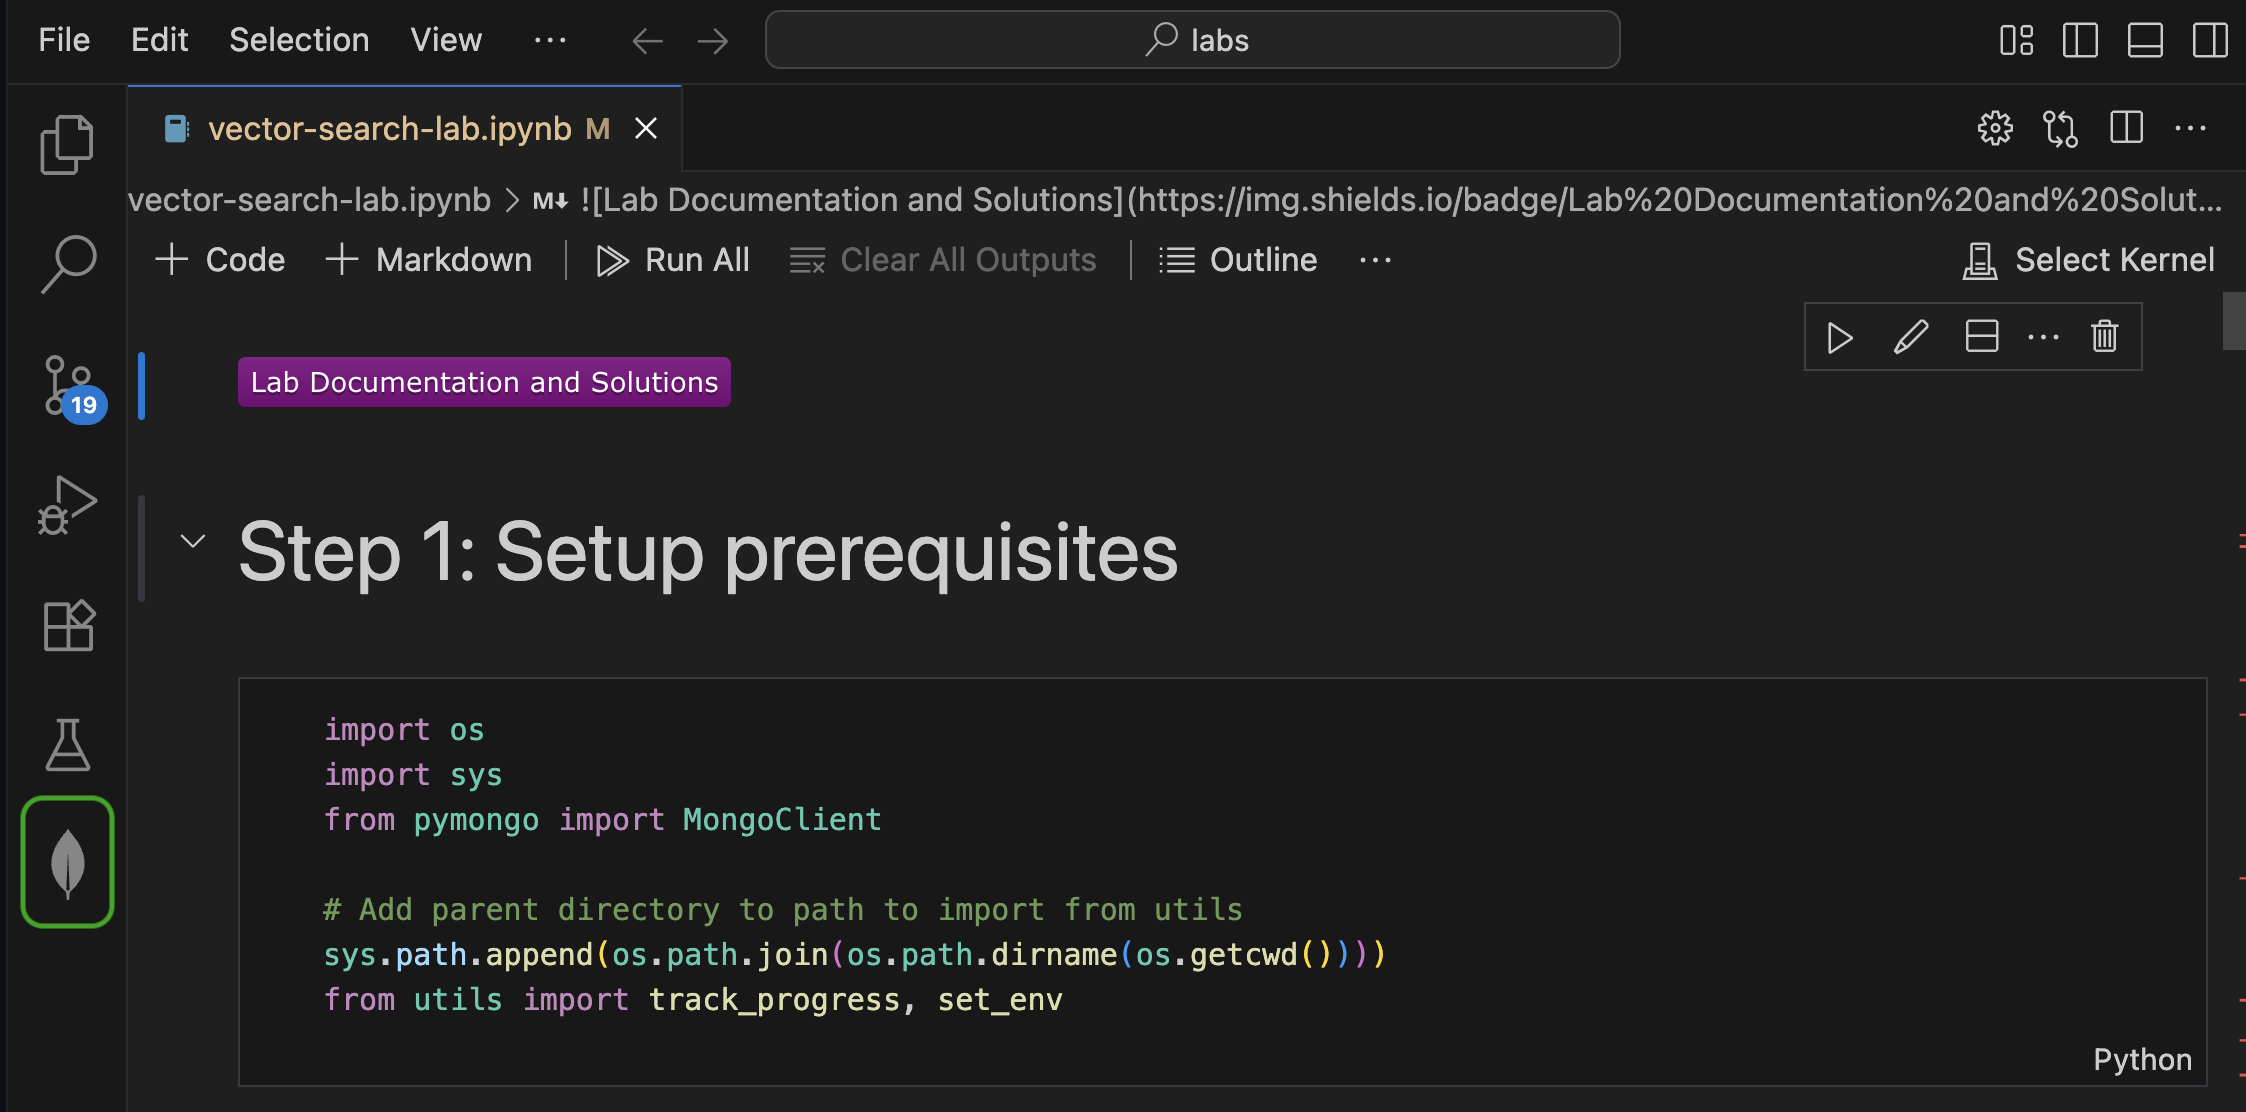 File Edit Selection View ··· labs
vector-search-lab.ipynb M
vector-search-lab.ipynb > M↓ ![Lab Documentation and Solutions](https://img.shields.io/badge/Lab%20Documentation%20and%20Solut...
+ Code + Markdown Run All Clear All Outputs Outline ··· Select Kernel
Lab Documentation and Solutions
19
Step 1: Setup prerequisites
import os
import sys
from pymongo import MongoClient
# Add parent directory to path to import from utils
sys.path.append(os.path.join(os.path.dirname(os.getcwd())))
from utils import track_progress, set_env
Python